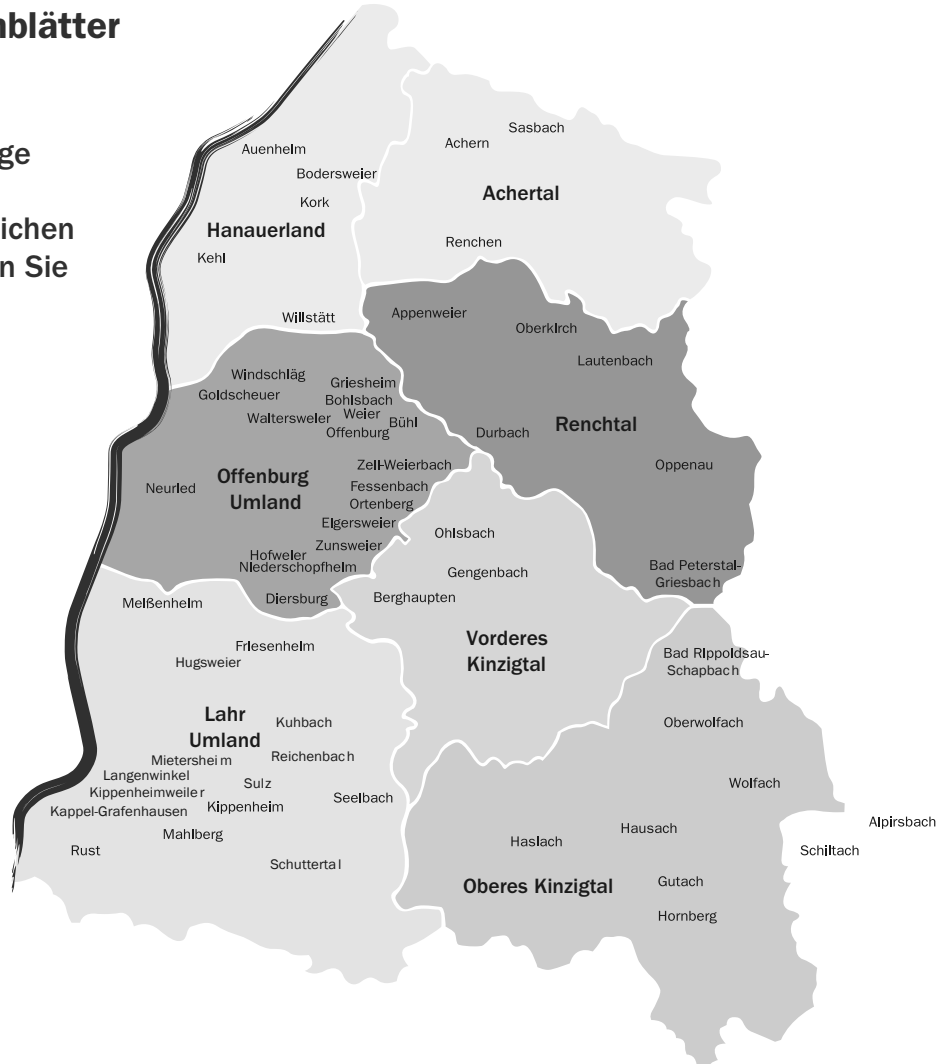 nblätter
ge
ichen
n Sie
Auenheim
Bodersweier
Kork
Hanauerland
Kehl
Willstätt
Sasbach
Achern
Achertal
Renchen
Appenweier
Oberkirch
Lautenbach
Durbach
Renchtal
Oppenau
Bad Peterstal-
Griesbach
Windschläg
Goldscheuer
Griesheim
Bohlsbach
Waltersweier
Weier
Bühl
Offenburg
Zell-Weierbach
Offenburg
Umland
Neuried
Fessenbach
Ortenberg
Elgersweier
Zunsweier
Hofweier
Niederschopfheim
Diersburg
Ohlsbach
Gengenbach
Berghaupten
Vorderes
Kinzigtal
Meißenheim
Friesenheim
Hugsweier
Lahr
Umland
Kuhbach
Mietersheim
Reichenbach
Langenwinkel
Kippenheimweiler
Sulz
Seelbach
Kappel-Grafenhausen
Kippenheim
Mahlberg
Rust
Schuttertal
Bad Rippoldsau-
Schapbach
Oberwolfach
Wolfach
Alpirsbach
Schiltach
Hausach
Haslach
Oberes Kinzigtal
Gutach
Hornberg